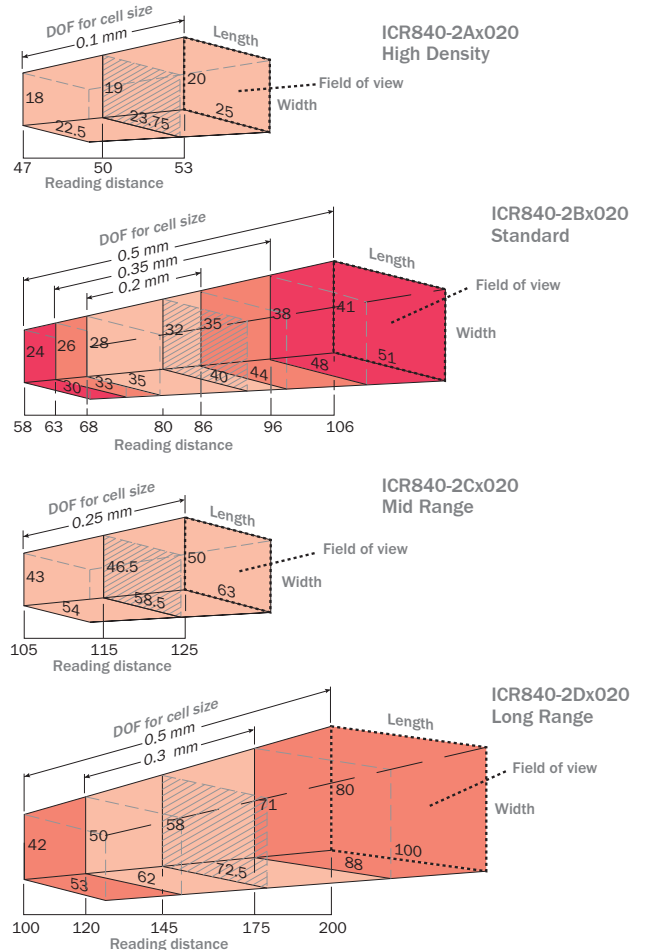 DOF for cell size
0.1 mm
ICR840-2Ax020
High Density
Length
18
19
20
Field of view
22.5
23.75
25
Width
47 50 53
Reading distance
ICR840-2Bx020
Standard
DOF for cell size
0.5 mm
0.35 mm
0.2 mm
Length
Field of view
24 26 28 32 35 38 41
Width
30 33 35 40 44 48 51
58 63 68 80 86 96 106
Reading distance
ICR840-2Cx020
Mid Range
DOF for cell size
0.25 mm
Length
Field of view
43 46.5 50
Width
54 58.5 63
105 115 125
Reading distance
ICR840-2Dx020
Long Range
DOF for cell size
0.5 mm
0.3 mm
Length
Field of view
42 50 58 71 80
Width
53 62 72.5 88 100
100 120 145 175 200
Reading distance